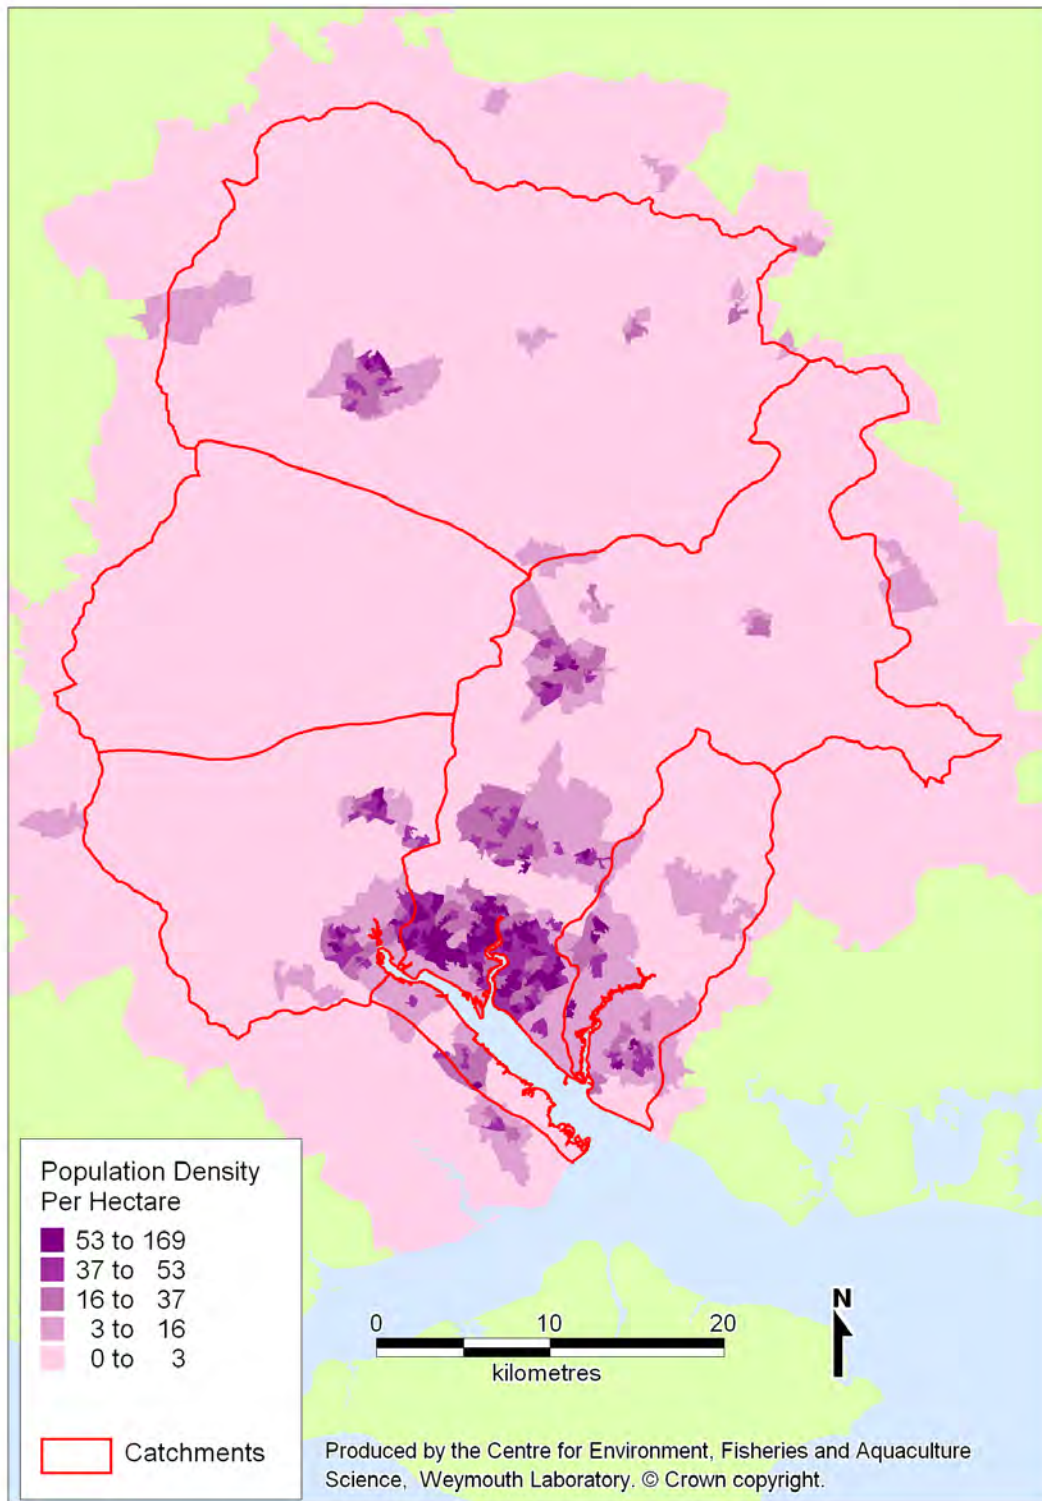 Population Density
Per Hectare
53 to 169
37 to 53
16 to 37
3 to 16
0 to 3
Catchments
0 10 20
kilometres
N
Produced by the Centre for Environment, Fisheries and Aquaculture
Science, Weymouth Laboratory. © Crown copyright.